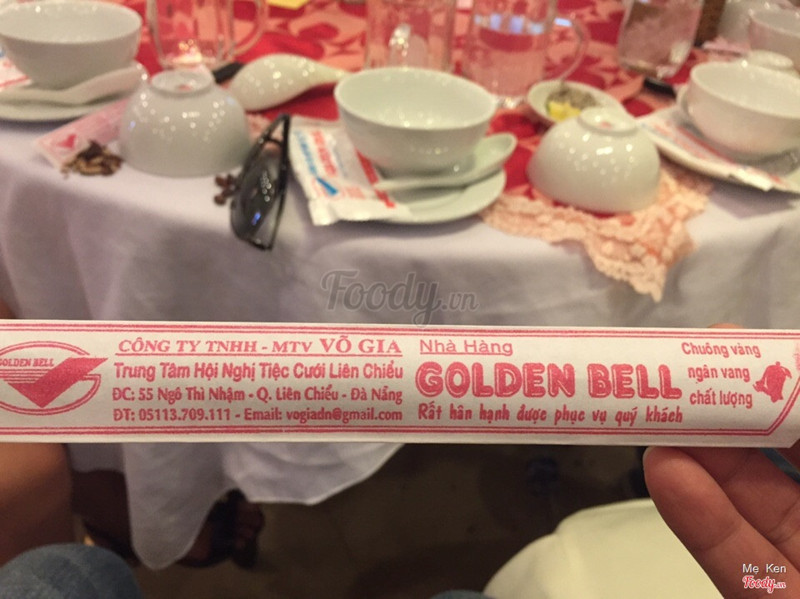 Foody.vn
GOLDEN BELL
CÔNG TY TNHH - MTV VÕ GIA
Trung Tâm Hội Nghị Tiệc Cưới Liên Chiểu
ĐC: 55 Ngô Thì Nhậm - Q. Liên Chiểu - Đà Nẵng
ĐT: 05113.709.111 - Email: vogiadn@gmail.com
Nhà Hàng
GOLDEN BELL
Rất hân hạnh được phục vụ quý khách
Chuông vàng
ngân vang
chất lượng
Me Ken
Foody.vn